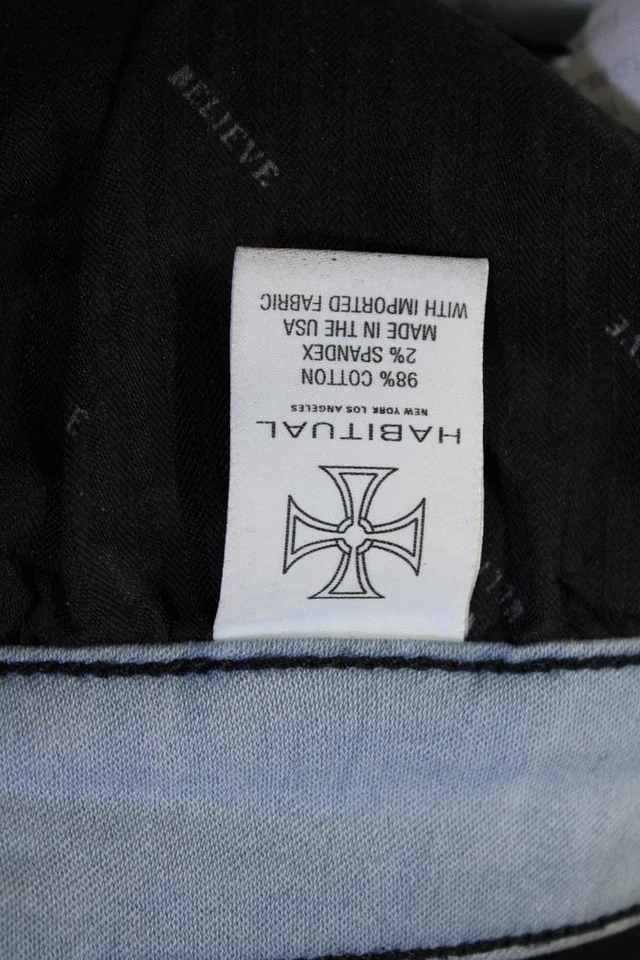 BELIEVE
HABITUAL
NEW YORK LOS ANGELES
98% COTTON
2% SPANDEX
MADE IN THE USA
WITH IMPORTED FABRIC